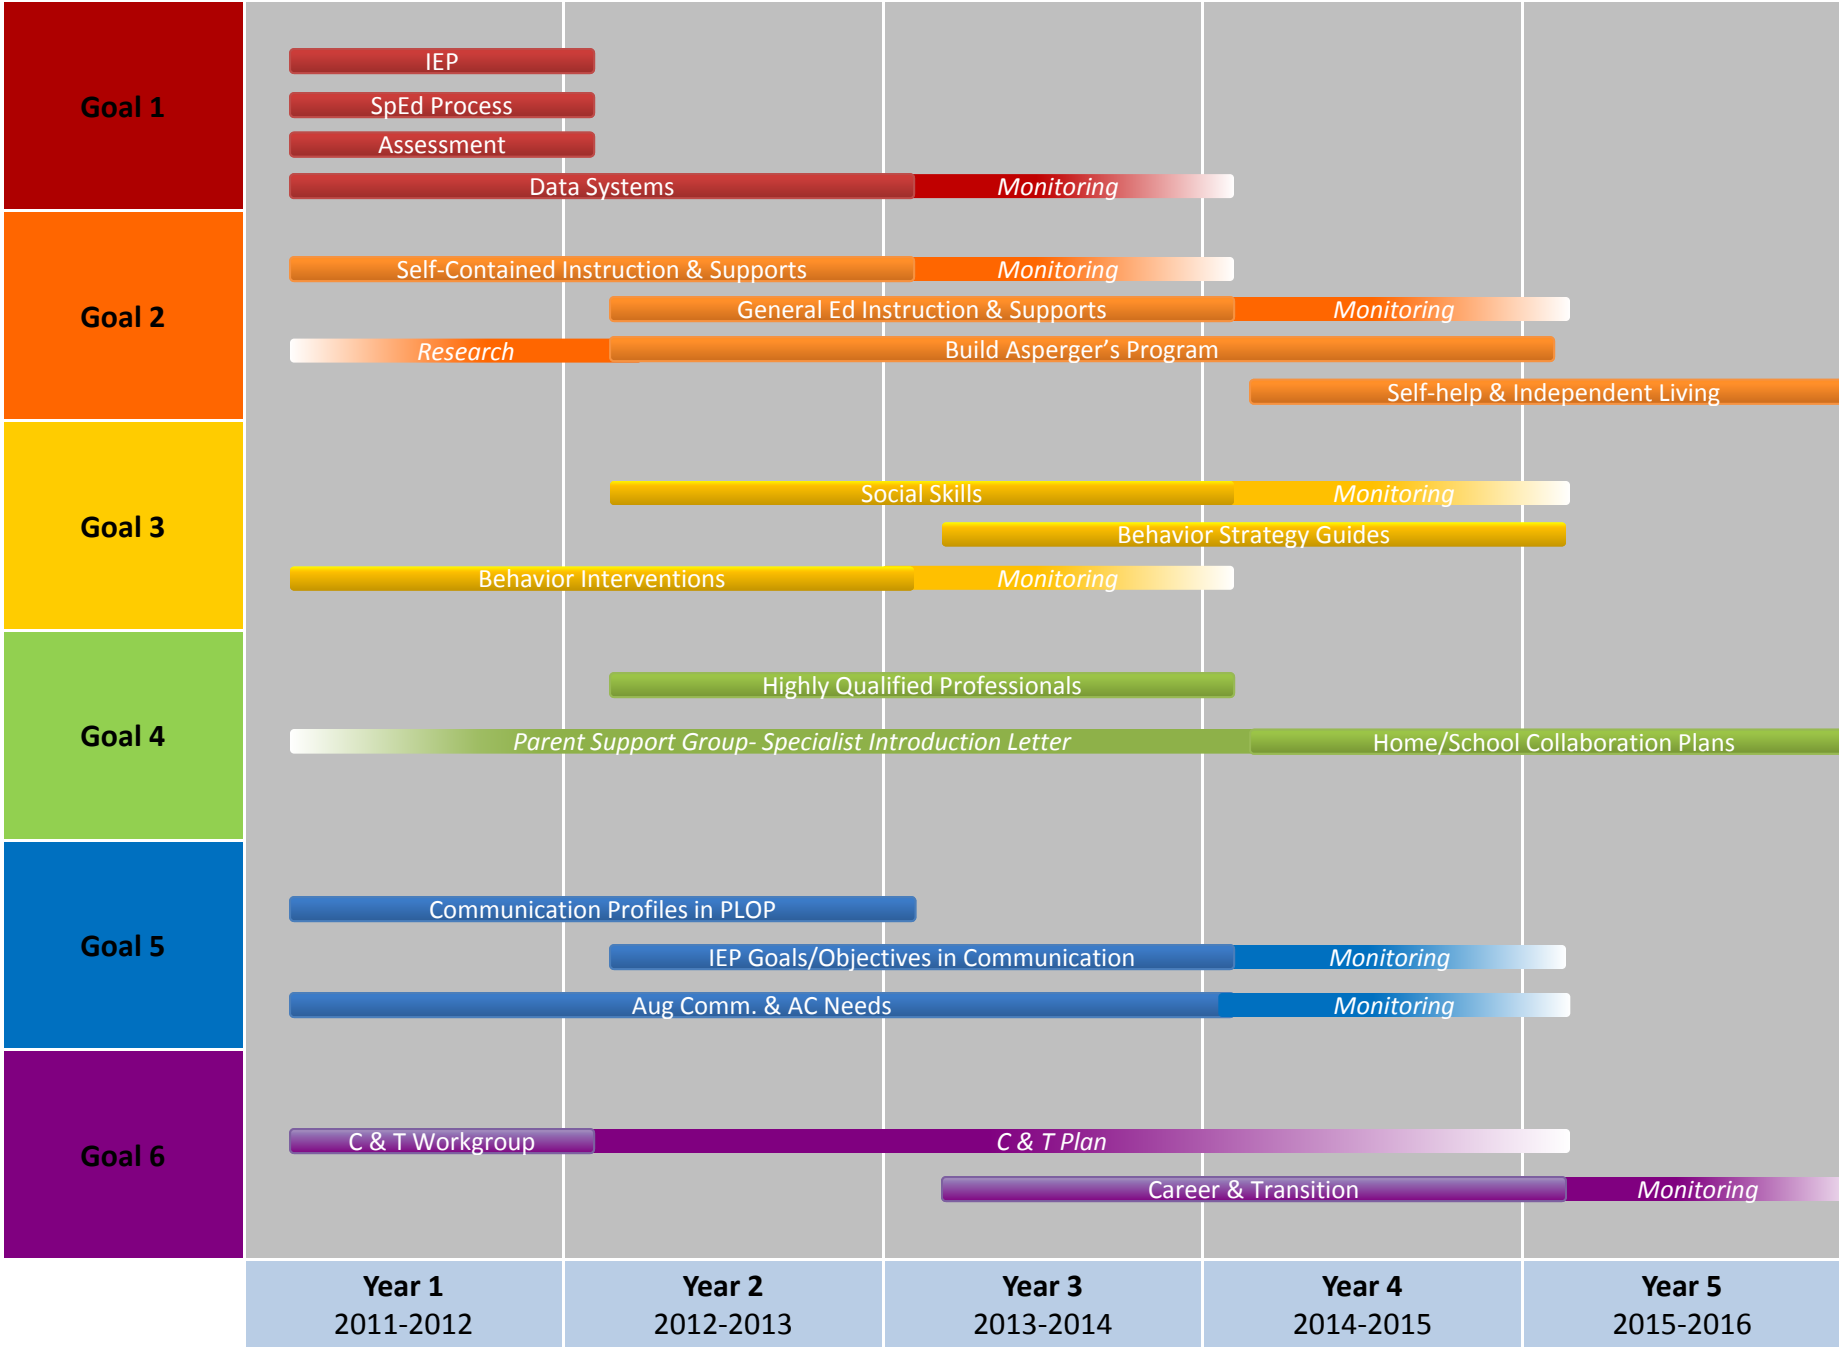 Goal 1
IEP
SpEd Process
Assessment
Data Systems
Monitoring
Goal 2
Self-Contained Instruction & Supports
Monitoring
General Ed Instruction & Supports
Monitoring
Research
Build Asperger’s Program
Self-help & Independent Living
Goal 3
Social Skills
Monitoring
Behavior Strategy Guides
Behavior Interventions
Monitoring
Goal 4
Highly Qualified Professionals
Parent Support Group- Specialist Introduction Letter
Home/School Collaboration Plans
Goal 5
Communication Profiles in PLOP
IEP Goals/Objectives in Communication
Monitoring
Aug Comm. & AC Needs
Monitoring
Goal 6
C & T Workgroup
C & T Plan
Career & Transition
Monitoring
Year 1
2011-2012
Year 2
2012-2013
Year 3
2013-2014
Year 4
2014-2015
Year 5
2015-2016